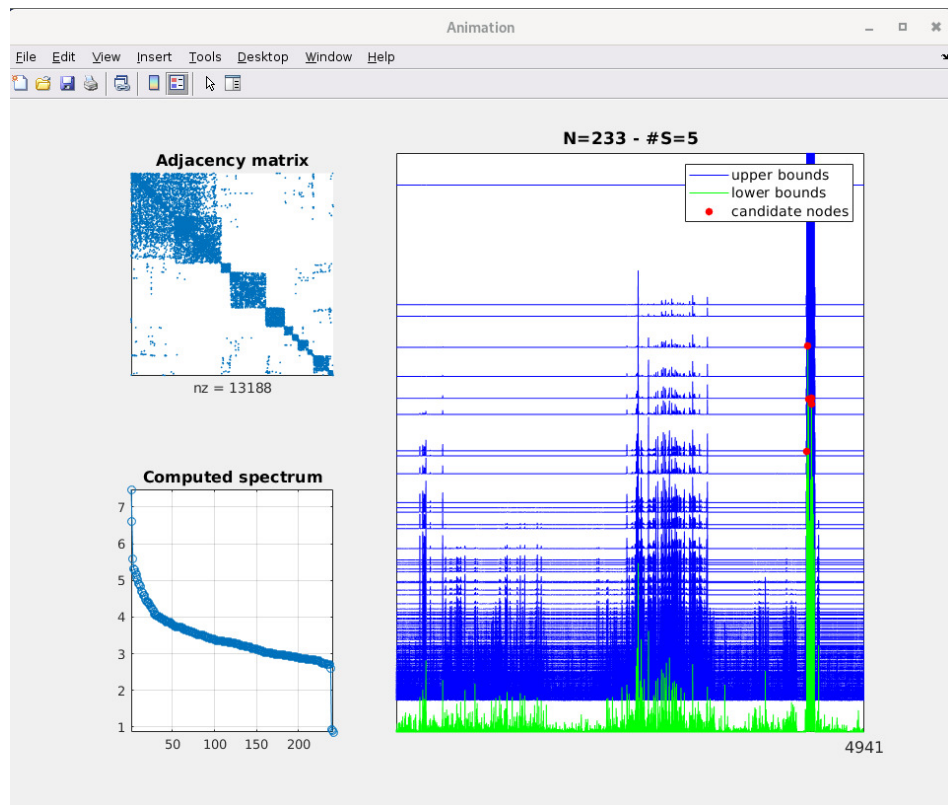 Animation
File Edit View Insert Tools Desktop Window Help
N=233 - #S=5
Adjacency matrix
upper bounds
lower bounds
candidate nodes
nz = 13188
Computed spectrum
7
6
5
4
3
2
1
50 100 150 200
4941